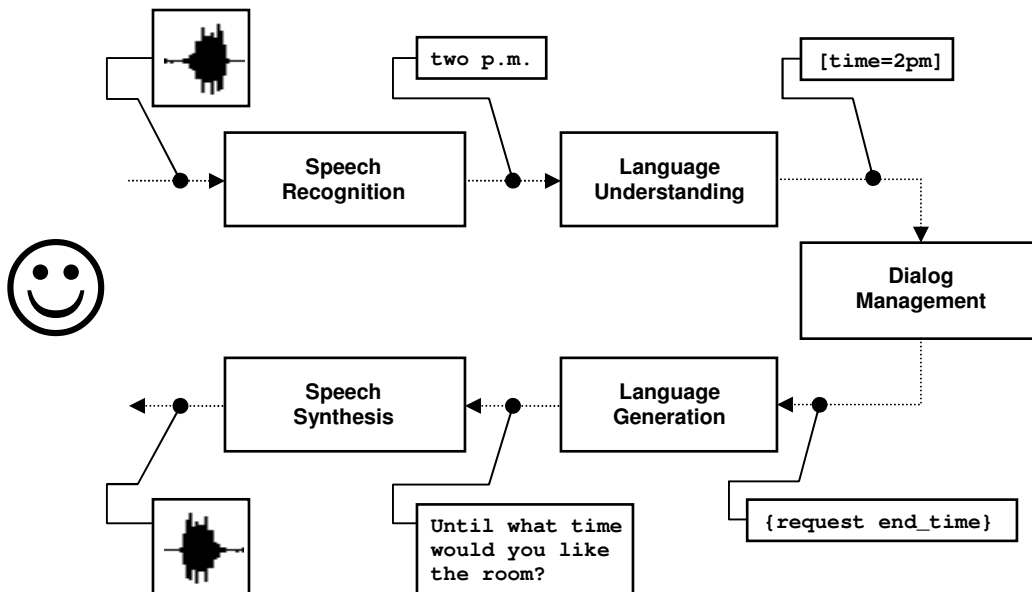 two p.m.
[time=2pm]
Speech
Recognition
Language
Understanding
Dialog
Management
Speech
Synthesis
Language
Generation
Until what time
would you like
the room?
{request end_time}